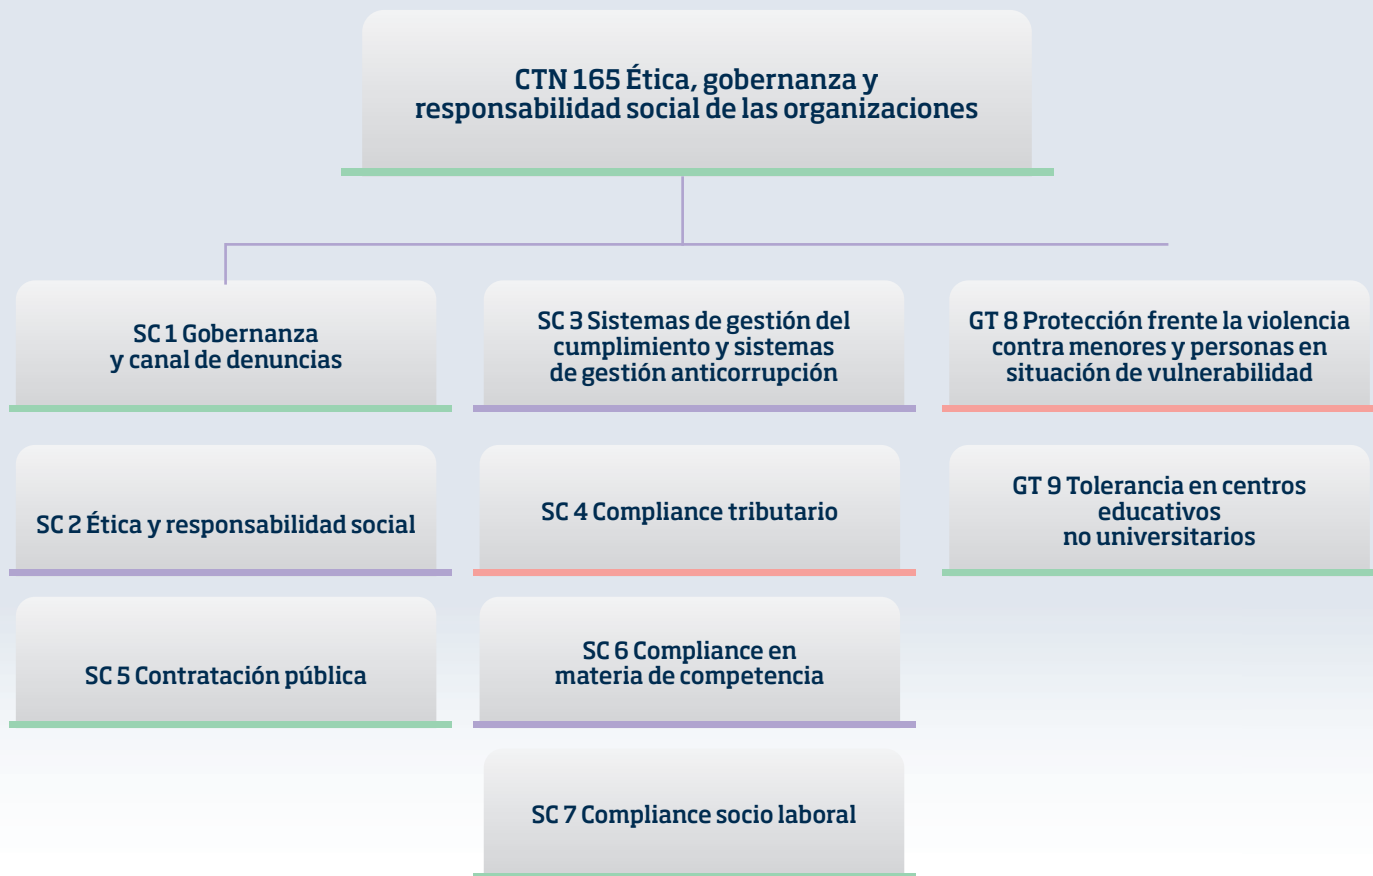 CTN 165 Ética, gobernanza y
responsabilidad social de las organizaciones
SC 1 Gobernanza
y canal de denuncias
SC 3 Sistemas de gestión del
cumplimiento y sistemas
de gestión anticorrupción
GT 8 Protección frente la violencia
contra menores y personas en
situación de vulnerabilidad
SC 2 Ética y responsabilidad social
SC 4 Compliance tributario
GT 9 Tolerancia en centros
educativos
no universitarios
SC 5 Contratación pública
SC 6 Compliance en
materia de competencia
SC 7 Compliance socio laboral